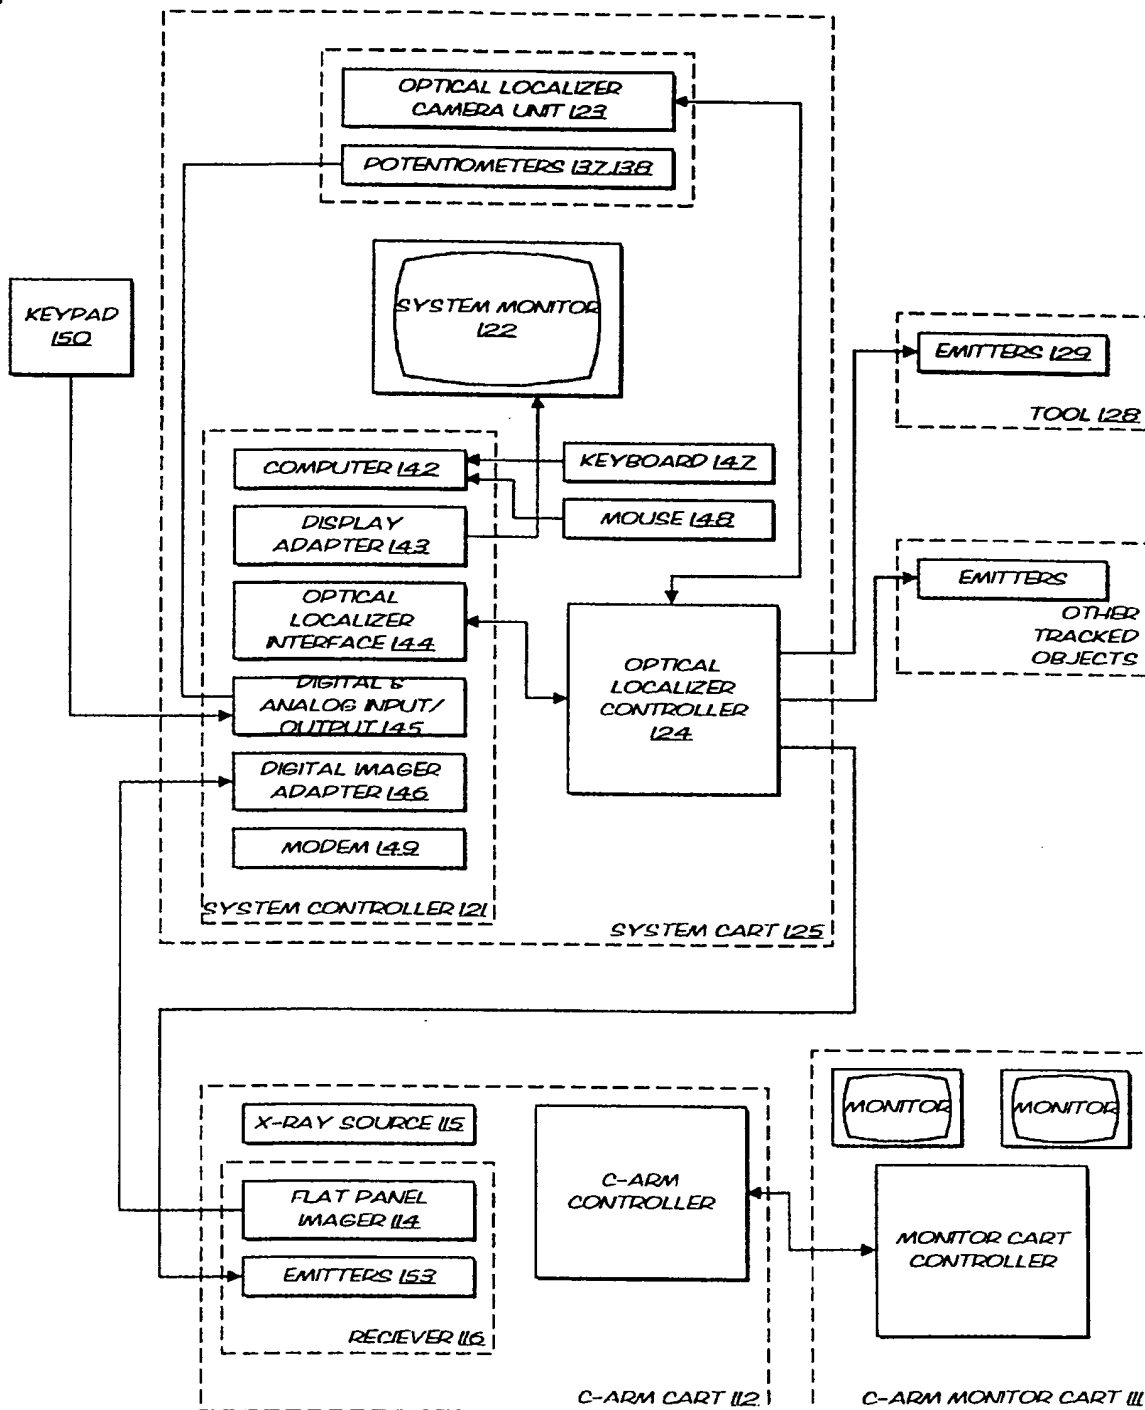 OPTICAL LOCALIZER
CAMERA UNIT 123
POTENTIOMETERS 137,138
SYSTEM MONITOR
122
KEYPAD
150
EMITTERS 129
TOOL 128
COMPUTER 142
KEYBOARD 147
DISPLAY
ADAPTER 143
MOUSE 148
EMITTERS
OTHER
TRACKED
OBJECTS
OPTICAL
LOCALIZER
INTERFACE 144
OPTICAL
LOCALIZER
CONTROLLER
124
DIGITAL &
ANALOG INPUT/
OUTPUT 145
DIGITAL IMAGER
ADAPTER 146
MODEM 149
SYSTEM CONTROLLER 121
SYSTEM CART 125
X-RAY SOURCE 115
FLAT PANEL
IMAGER 114
EMITTERS 153
RECIEVER 116
C-ARM
CONTROLLER
C-ARM CART 112
MONITOR
MONITOR
MONITOR CART
CONTROLLER
C-ARM MONITOR CART 111